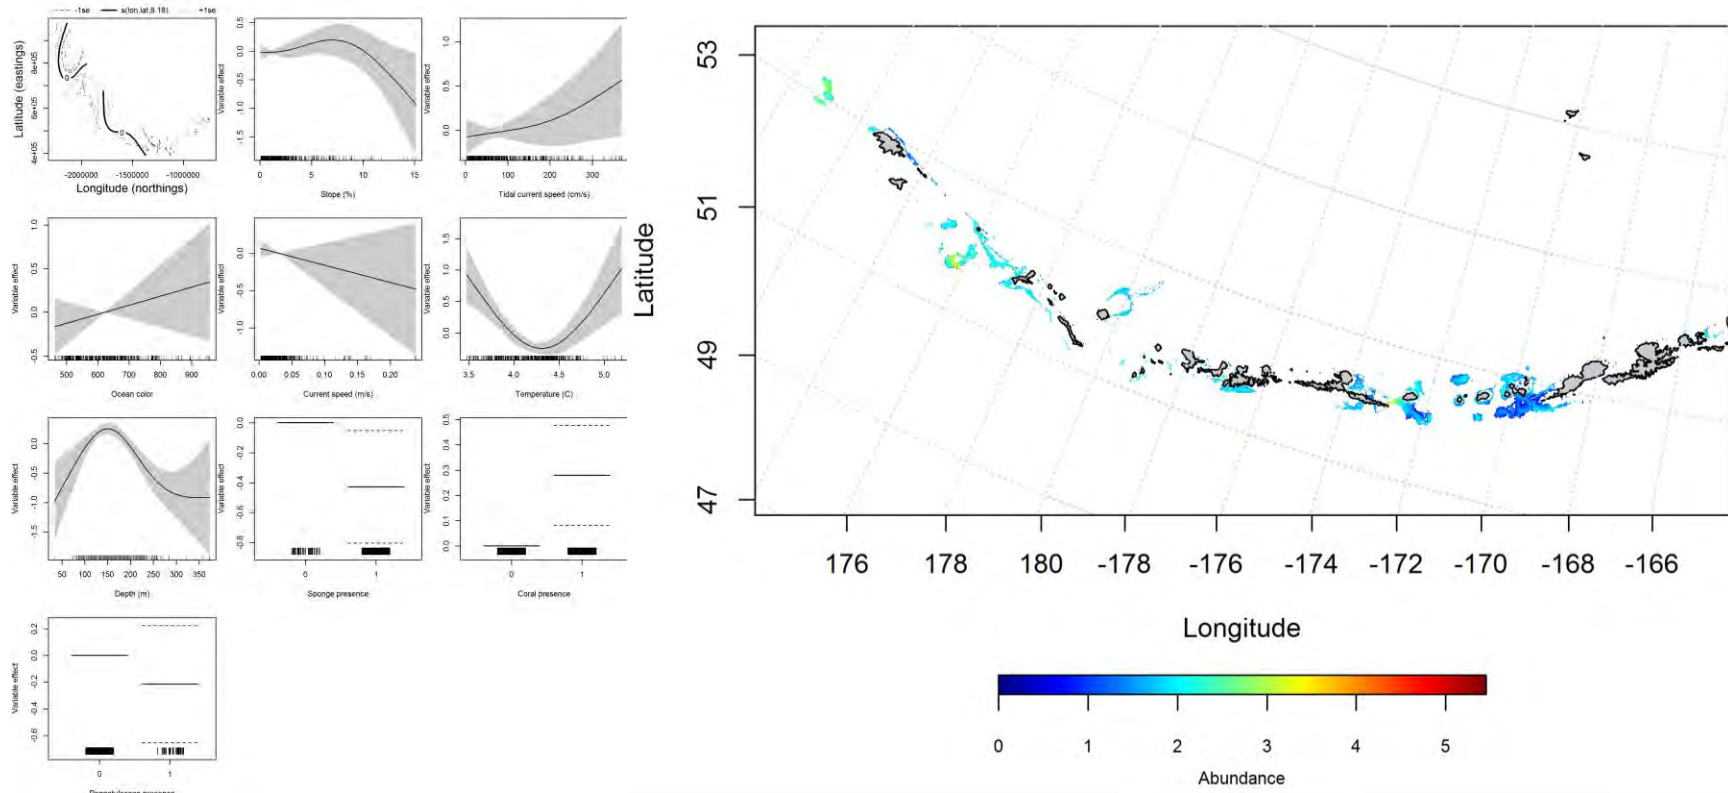 -1se s(lon,lat,8.18) +1se
Latitude (eastings)
4e+05 6e+05 8e+05
-2000000 -1500000 -1000000
Longitude (northings)
Variable effect
0.5 0.0 -0.5 -1.0 -1.5
0 5 10 15
Slope (%)
Variable effect
1.0 0.5 0.0
0 100 200 300
Tidal current speed (cm/s)
Variable effect
1.0 0.5 0.0 -0.5
500 600 700 800 900
Ocean color
Variable effect
0.0 -0.5 -1.0
0.00 0.05 0.10 0.15 0.20
Current speed (m/s)
Variable effect
1.5 1.0 0.5 0.0
3.5 4.0 4.5 5.0
Temperature (C)
Variable effect
0.0 -0.5 -1.0 -1.5
50 100 150 200 250 300 350
Depth (m)
Variable effect
0.0 -0.2 -0.4 -0.6 -0.8
0 1
Sponge presence
Variable effect
0.5 0.4 0.3 0.2 0.1 0.0
0 1
Coral presence
Variable effect
0.2 0.0 -0.2 -0.4 -0.6
0 1
Latitude
53
51
49
47
176 178 180 -178 -176 -174 -172 -170 -168 -166
Longitude
0 1 2 3 4 5
Abundance